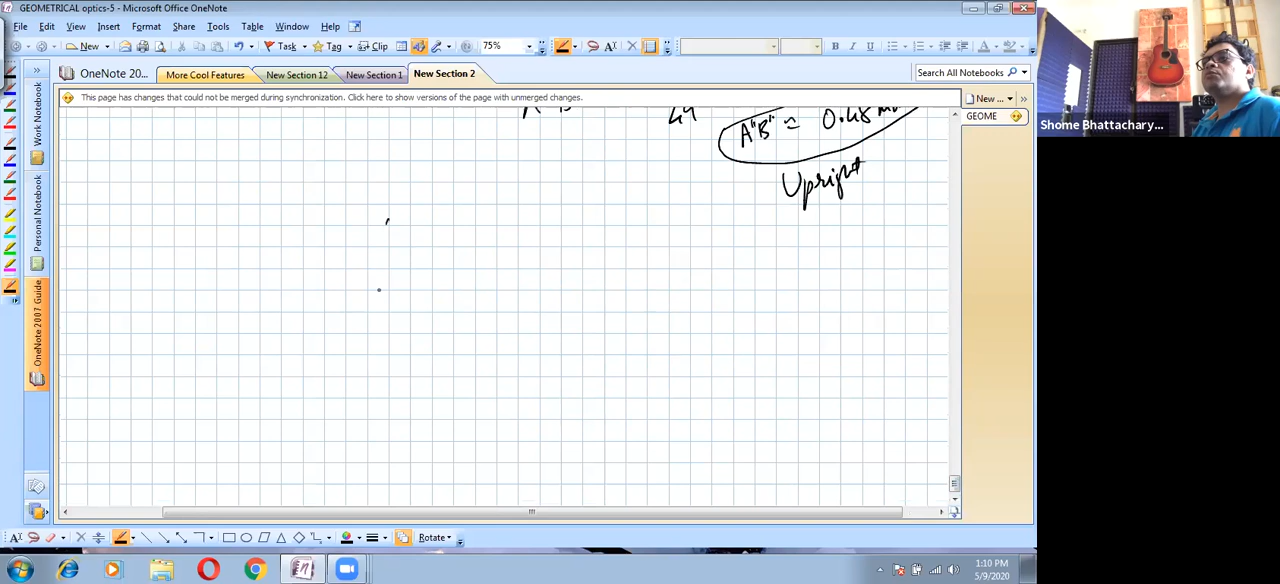 GEOMETRICAL optics-5 - Microsoft Office OneNote
File Edit View Insert Format Share Tools Table Window Help
New Task Tag Clip 75% A B I U A
OneNote 20... More Cool Features New Section 12 New Section 1 New Section 2 Search All Notebooks
This page has changes that could not be merged during synchronization. Click here to show versions of the page with unmerged changes.
New ...
GEOME
Work Notebook
Personal Notebook
OneNote 2007 Guide
24
A"B" = 0.48
Upright
Shome Bhattachary...
Rotate
1:10 PM
5/9/2020